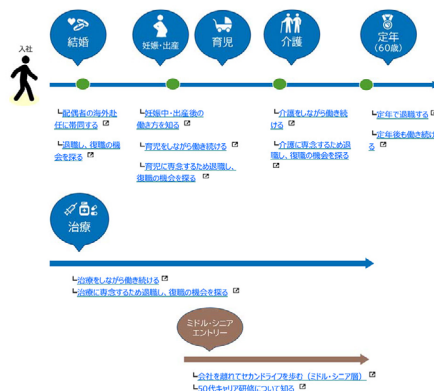 入社
結婚
妊娠・出産
育児
介護
定年
(60歳)
└配偶者の海外赴
任に帯同する
└退職し、復職の機
会を探る
└妊娠中・出産後の
働き方を知る
└育児をしながら働き続ける
└育児に専念するため退職し、
復職の機会を探る
└介護をしながら働き続
ける
└介護に専念するため退
職し、復職の機会を探る
└定年で退職する
└定年後も働き続け
る
治療
└治療をしながら働き続ける
└治療に専念するため退職し、復職の機会を探る
ミドル・シニア
エントリー
└会社を離れてセカンドライフを歩む（ミドル・シニア層）
└50代キャリア研修について知る